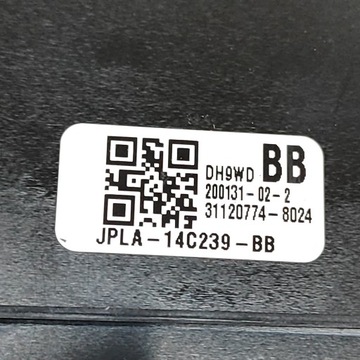 DH9WD BB
200131-02-2
31120774-8024
JPLA-14C239-BB